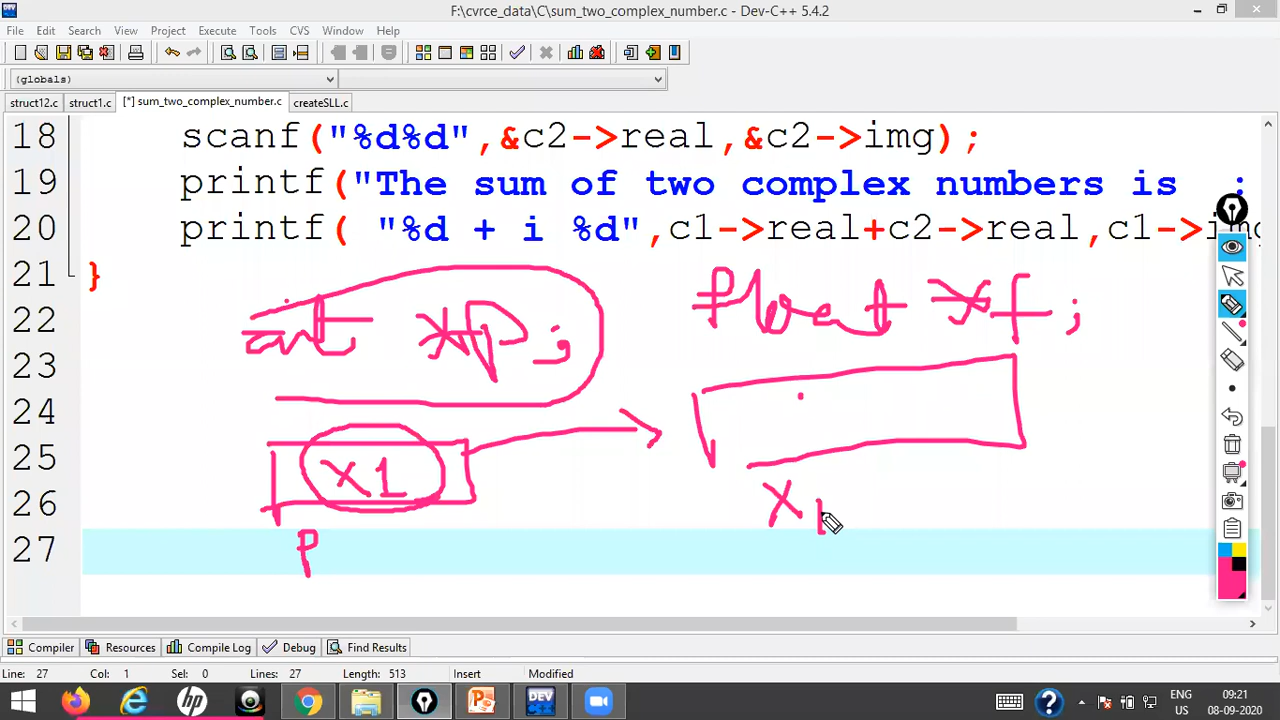 F:\cvrce_data\C\sum_two_complex_number.c - Dev-C++ 5.4.2
File Edit Search View Project Execute Tools CVS Window Help
(globals)
struct12.c struct1.c [*] sum_two_complex_number.c createSLL.c
18 scanf("%d%d",&c2->real,&c2->img);
19 printf("The sum of two complex numbers is :
20 printf( "%d + i %d",c1->real+c2->real,c1->img
21 }
22
23
24
25
26
27
int *p; float *f;
x1
x1
P
Compiler Resources Compile Log Debug Find Results
Line: 27 Col: 1 Sel: 0 Lines: 27 Length: 513 Insert Modified
hp DEV C++ ENG 09:21
US 08-09-2020